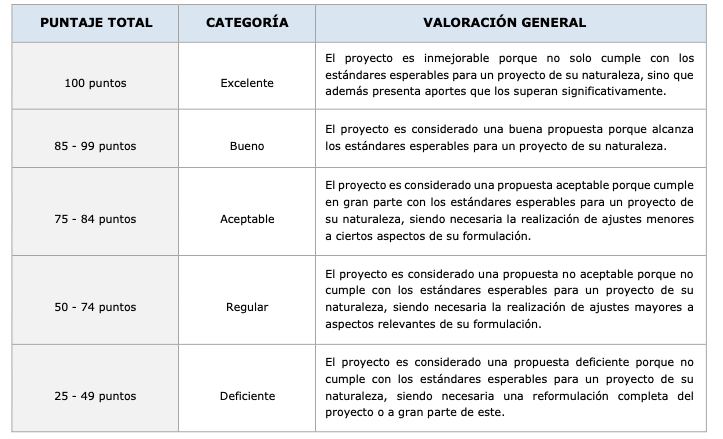 PUNTAJE TOTAL CATEGORÍA VALORACIÓN GENERAL
100 puntos
Excelente
El proyecto es inmejorable porque no solo cumple con los
estándares esperables para un proyecto de su naturaleza, sino que
además presenta aportes que los superan significativamente.
85 - 99 puntos
Bueno
El proyecto es considerado una buena propuesta porque alcanza
los estándares esperables para un proyecto de su naturaleza.
75 - 84 puntos
Aceptable
El proyecto es considerado una propuesta aceptable porque cumple
en gran parte con los estándares esperables para un proyecto de
su naturaleza, siendo necesaria la realización de ajustes menores
a ciertos aspectos de su formulación.
50 - 74 puntos
Regular
El proyecto es considerado una propuesta no aceptable porque no
cumple con los estándares esperables para un proyecto de su
naturaleza, siendo necesaria la realización de ajustes mayores a
aspectos relevantes de su formulación.
25 - 49 puntos
Deficiente
El proyecto es considerado una propuesta deficiente porque no
cumple con los estándares esperables para un proyecto de su
naturaleza, siendo necesaria una reformulación completa del
proyecto o a gran parte de este.